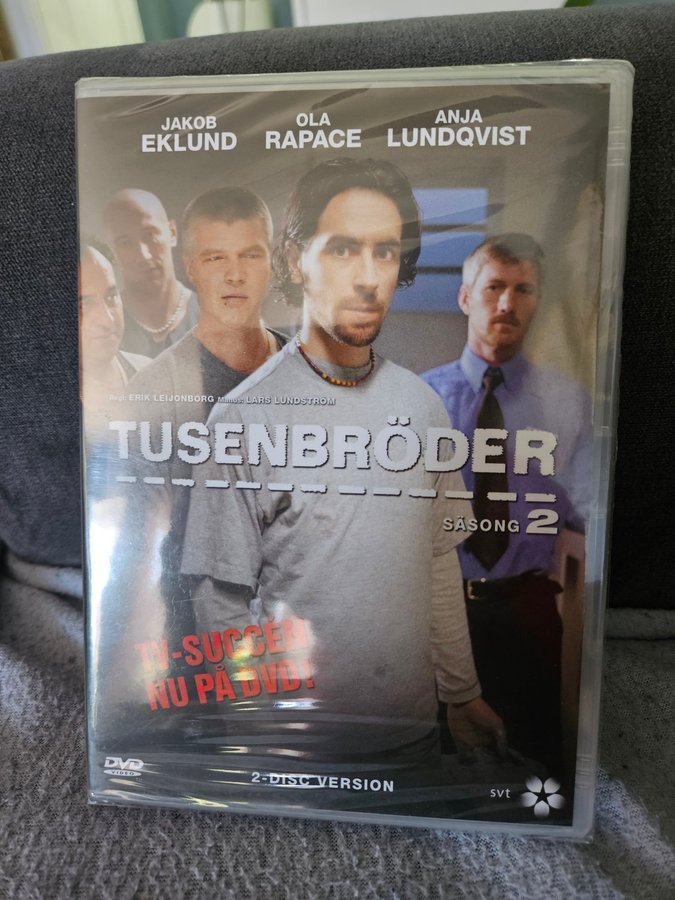 JAKOB EKLUND
OLA RAPACE
ANJA LUNDQVIST
Regi: ERIK LEIJONBORG Manus: LARS LUNDSTRÖM
TUSENBRÖDER
SÄSONG 2
TV-SUCCÉN
NU PÅ DVD!
DVD
VIDEO
2-DISC VERSION
svt